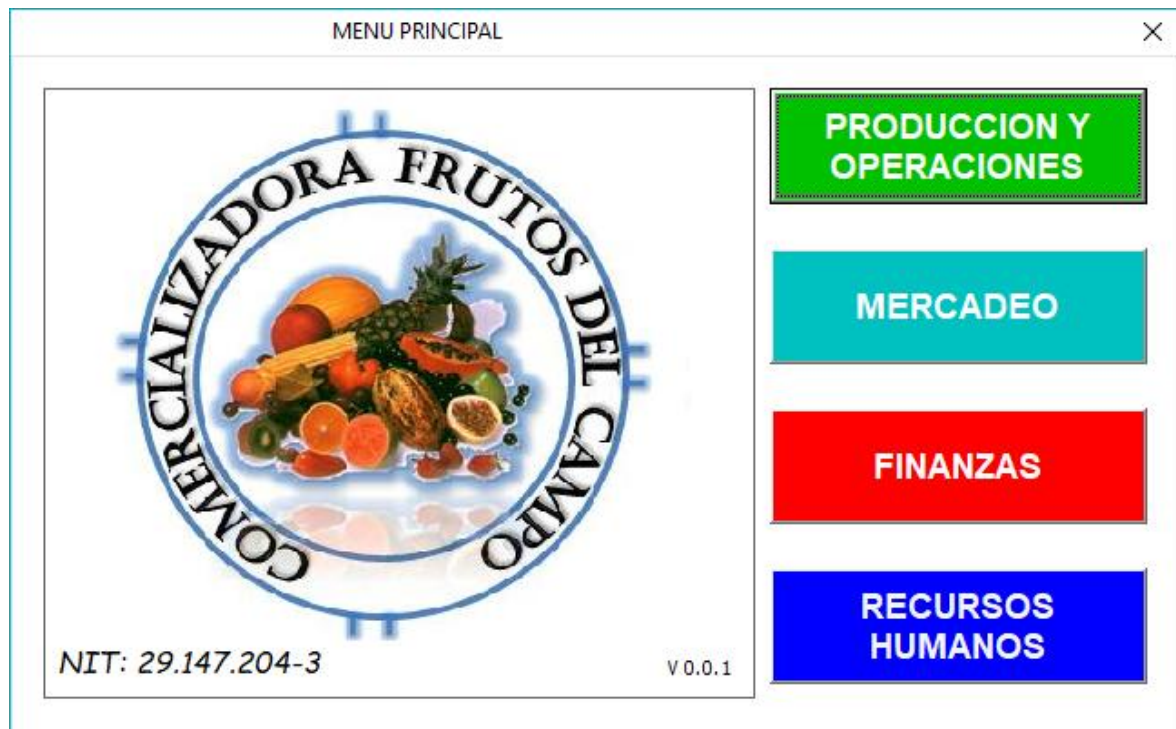 MENU PRINCIPAL
COMERCIALIZADORA FRUTOS DEL CAMPO
NIT: 29.147.204-3
V 0.0.1
PRODUCCION Y
OPERACIONES
MERCADEO
FINANZAS
RECURSOS
HUMANOS